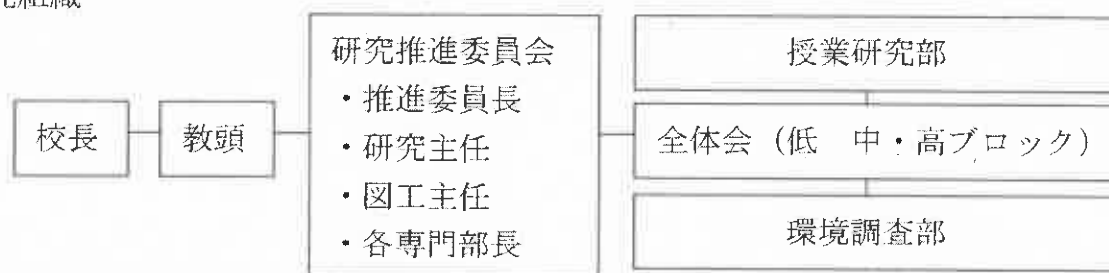 校長
教頭
研究推進委員会
・推進委員長
・研究主任
・図工主任
・各専門部長
授業研究部
全体会（低　中・高ブロック）
環境調査部